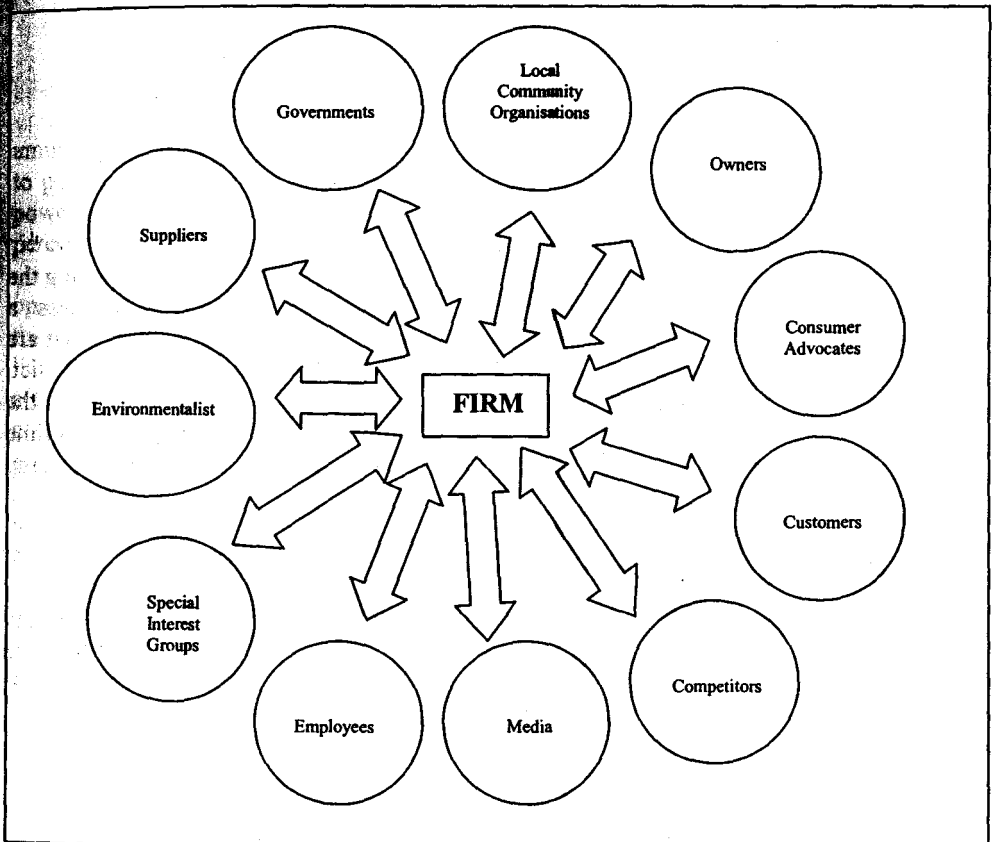 Governments
Local
Community
Organisations
Owners
Suppliers
Consumer
Advocates
Environmentalist
FIRM
Customers
Special
Interest
Groups
Employees
Media
Competitors